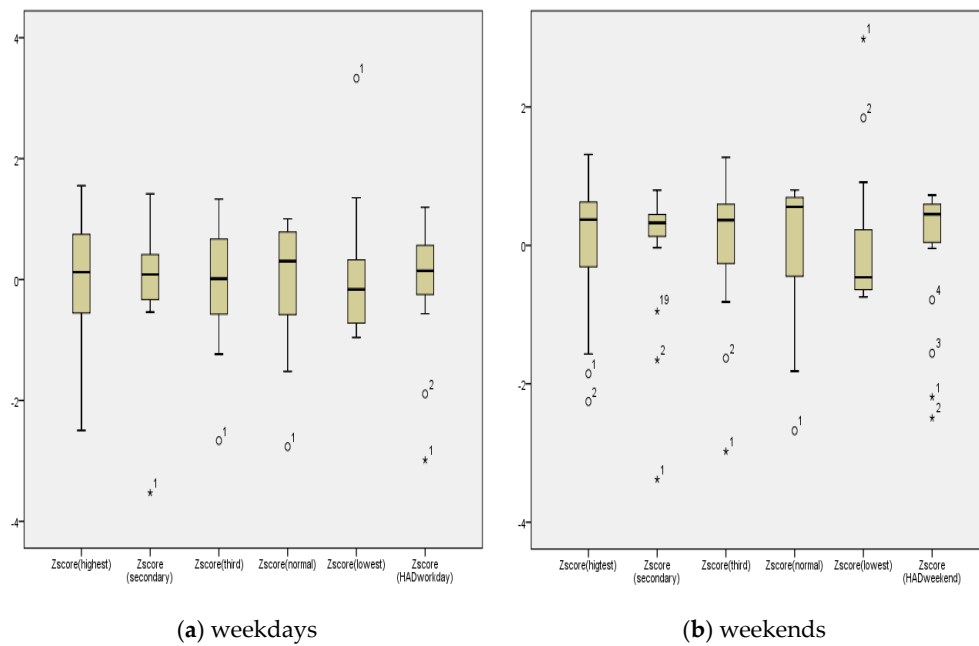 4
2
0
-2
-4
1
1
1
1
2
1
Zscore(highest)
Zscore
(secondary)
Zscore(third)
Zscore(normal)
Zscore(lowest)
Zscore
(HADworkday)
(a) weekdays
2
0
-2
-4
1
2
19
2
1
2
1
1
1
2
4
3
1
2
Zscore(higtest)
Zscore
(secondary)
Zscore(third)
Zscore(normal)
Zscore(lowest)
Zscore
(HADweekend)
(b) weekends